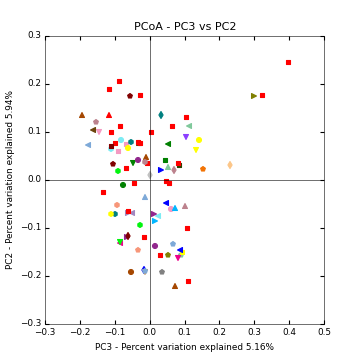 PCoA - PC3 vs PC2
0.3
0.2
0.1
0.0
−0.1
−0.2
−0.3
PC2 - Percent variation explained 5.94%
−0.3 −0.2 −0.1 0.0 0.1 0.2 0.3 0.4 0.5
PC3 - Percent variation explained 5.16%